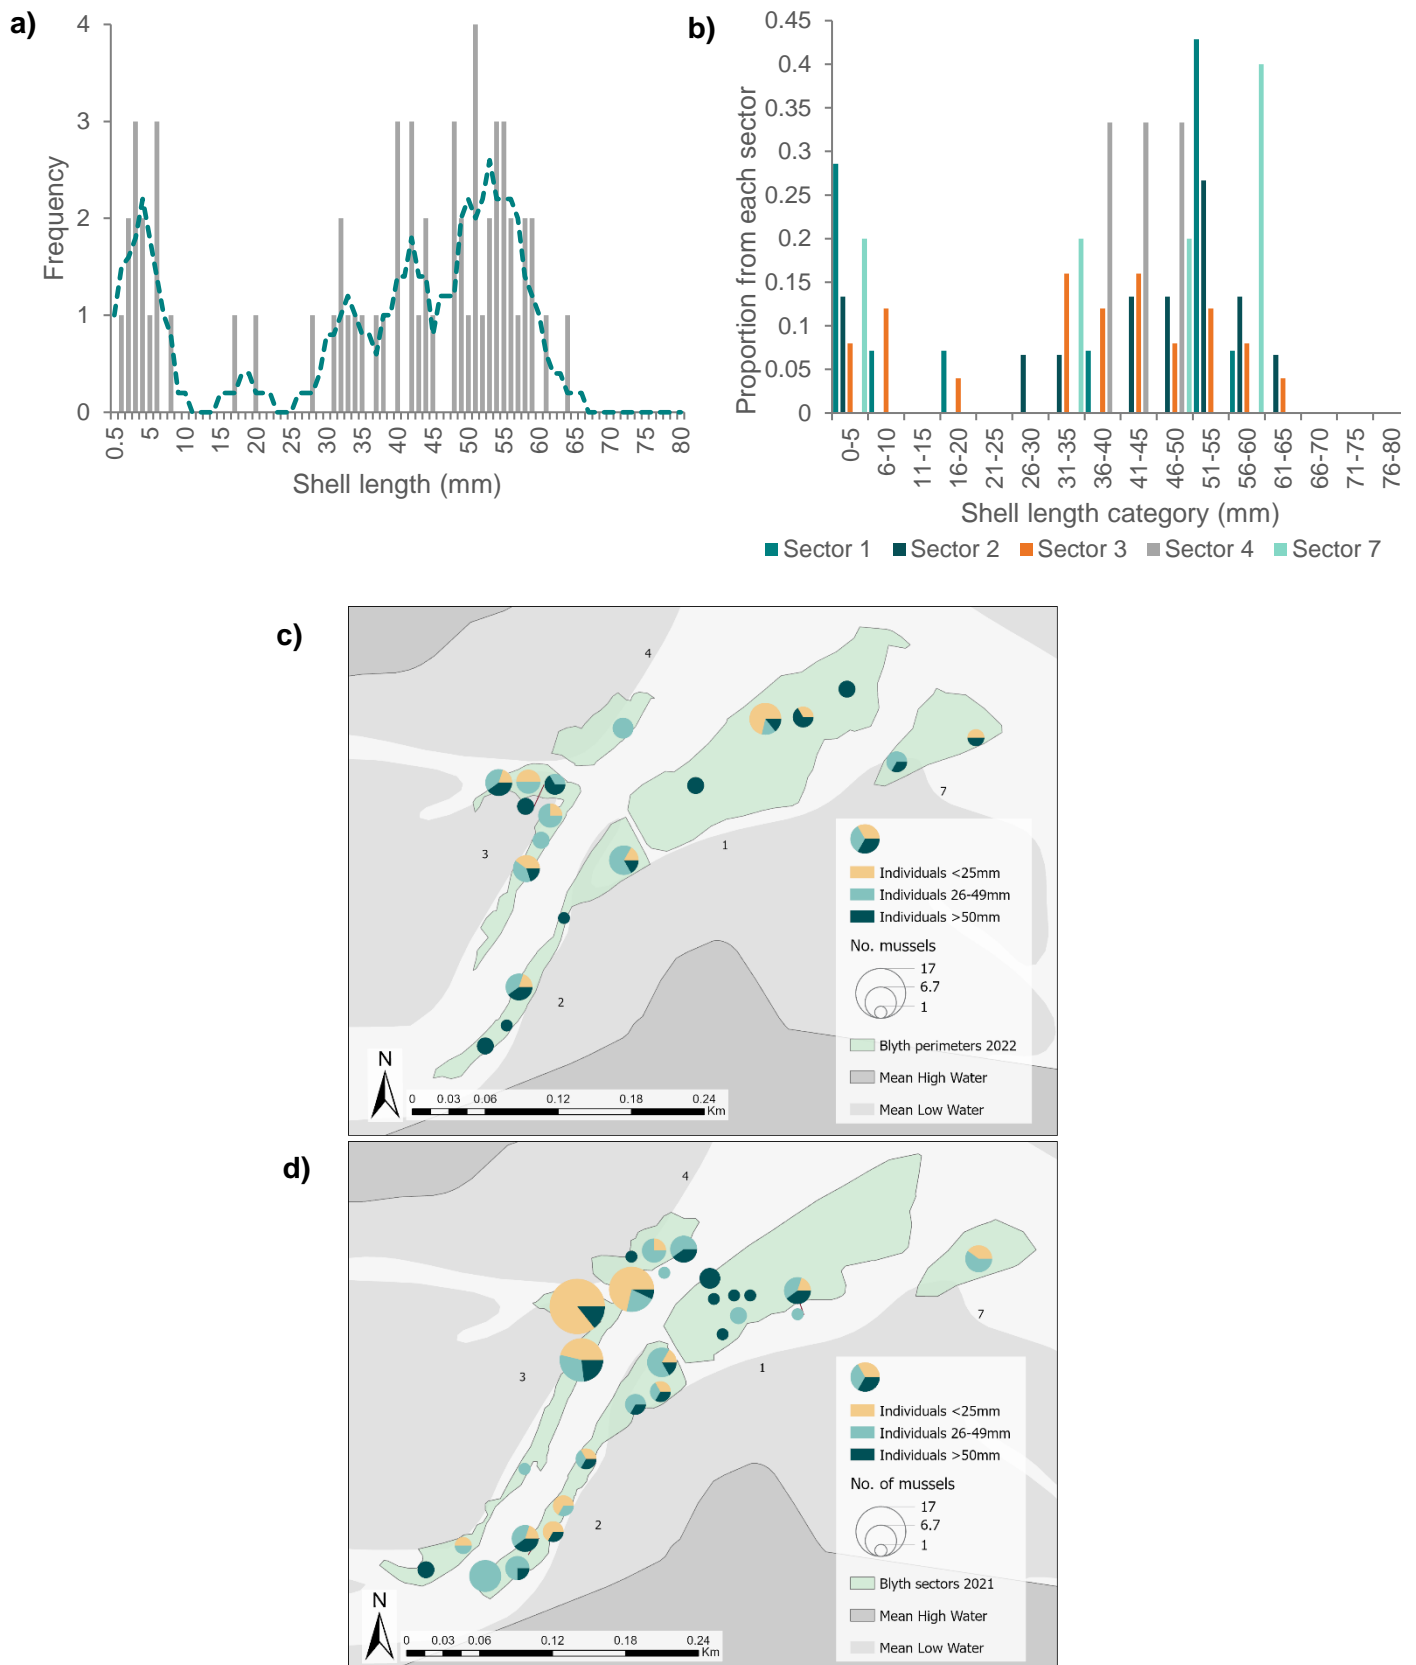 a)
4
3
2
1
0
Frequency
0.5
5
10
15
20
25
30
35
40
45
50
55
60
65
70
75
80
Shell length (mm)
b)
0.45
0.4
0.35
0.3
0.25
0.2
0.15
0.1
0.05
0
Proportion from each sector
0-5
6-10
11-15
16-20
21-25
26-30
31-35
36-40
41-45
46-50
51-55
56-60
61-65
66-70
71-75
76-80
Shell length category (mm)
Sector 1 Sector 2 Sector 3 Sector 4 Sector 7
c)
4
7
1
3
2
Individuals <25mm
Individuals 26-49mm
Individuals >50mm
No. mussels
17
6.7
1
Blyth perimeters 2022
Mean High Water
Mean Low Water
N
0 0.03 0.06 0.12 0.18 0.24
Km
d)
4
7
1
3
2
Individuals <25mm
Individuals 26-49mm
Individuals >50mm
No. of mussels
17
6.7
1
Blyth sectors 2021
Mean High Water
Mean Low Water
N
0 0.03 0.06 0.12 0.18 0.24
Km